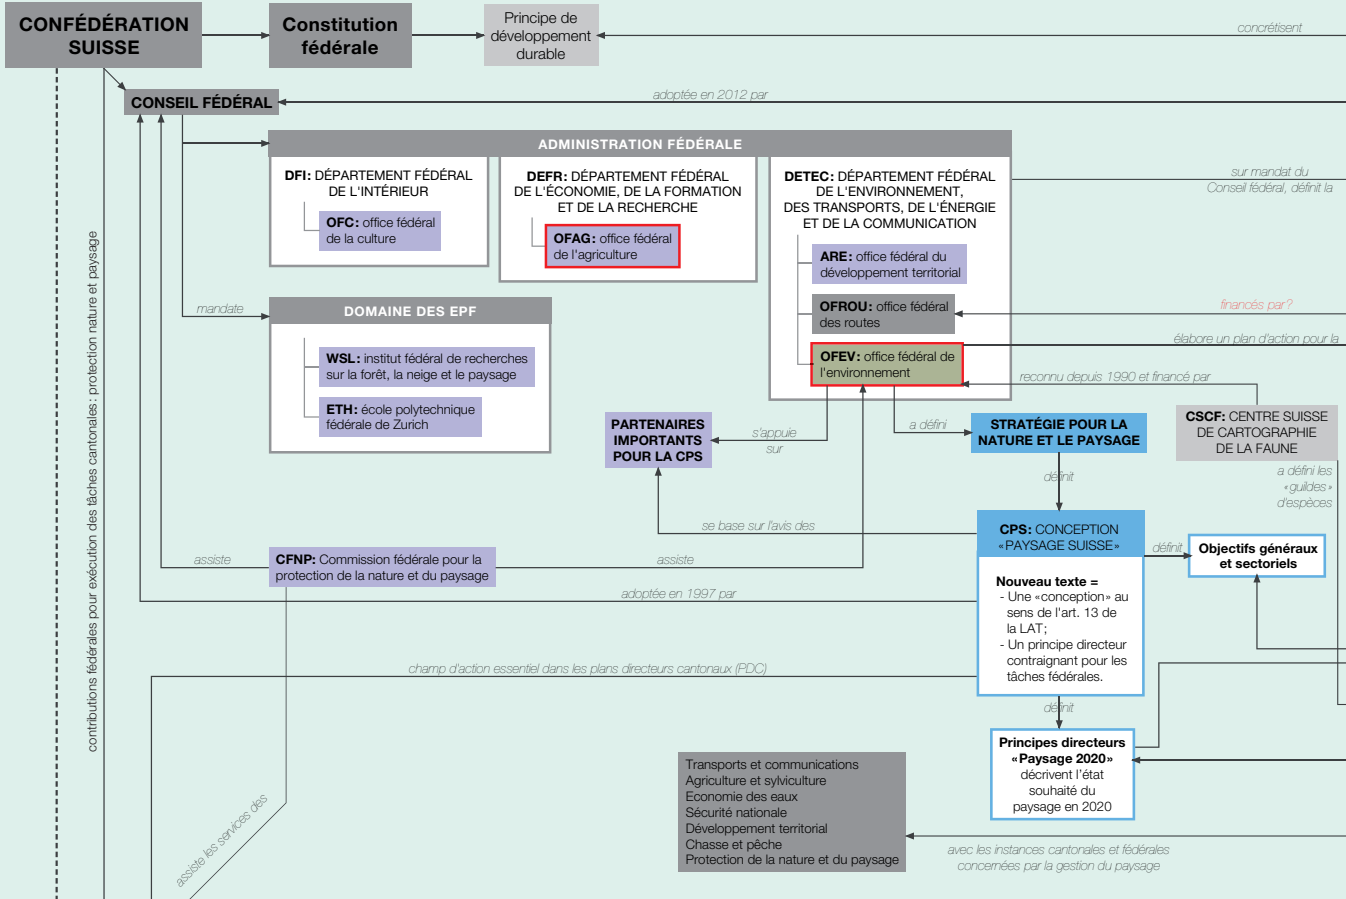 CONFÉDÉRATION
SUISSE
Constitution
fédérale
Principe de
développement
durable
concrétisent
CONSEIL FÉDÉRAL
adoptée en 2012 par
ADMINISTRATION FÉDÉRALE
DFI: DÉPARTEMENT FÉDÉRAL
DE L'INTÉRIEUR
OFC: office fédéral
de la culture
DEFR: DÉPARTEMENT FÉDÉRAL
DE L'ÉCONOMIE, DE LA FORMATION
ET DE LA RECHERCHE
OFAG: office fédéral
de l'agriculture
DETEC: DÉPARTEMENT FÉDÉRAL
DE L'ENVIRONNEMENT,
DES TRANSPORTS, DE L'ÉNERGIE
ET DE LA COMMUNICATION
ARE: office fédéral du
développement territorial
OFROU: office fédéral
des routes
OFEV: office fédéral de
l'environnement
sur mandat du
Conseil fédéral, définit la
financés par?
élabore un plan d'action pour la
reconnu depuis 1990 et financé par
mandate
DOMAINE DES EPF
WSL: institut fédéral de recherches
sur la forêt, la neige et le paysage
ETH: école polytechnique
fédérale de Zurich
PARTENAIRES
IMPORTANTS
POUR LA CPS
s'appuie
sur
a défini
STRATÉGIE POUR LA
NATURE ET LE PAYSAGE
CSCF: CENTRE SUISSE
DE CARTOGRAPHIE
DE LA FAUNE
a défini les
«guildes»
d'espèces
définit
se base sur l'avis des
CPS: CONCEPTION
«PAYSAGE SUISSE»
Nouveau texte =
- Une «conception» au
sens de l'art. 13 de
la LAT;
- Un principe directeur
contraignant pour les
tâches fédérales.
définit
Objectifs généraux
et sectoriels
assiste
CFNP: Commission fédérale pour la
protection de la nature et du paysage
assiste
adoptée en 1997 par
champ d'action essentiel dans les plans directeurs cantonaux (PDC)
définit
Principes directeurs
«Paysage 2020»
décrivent l'état
souhaité du
paysage en 2020
contributions fédérales pour exécution des tâches cantonales: protection nature et paysage
assiste les services des
Transports et communications
Agriculture et sylviculture
Economie des eaux
Sécurité nationale
Développement territorial
Chasse et pêche
Protection de la nature et du paysage
avec les instances cantonales et fédérales
concernées par la gestion du paysage